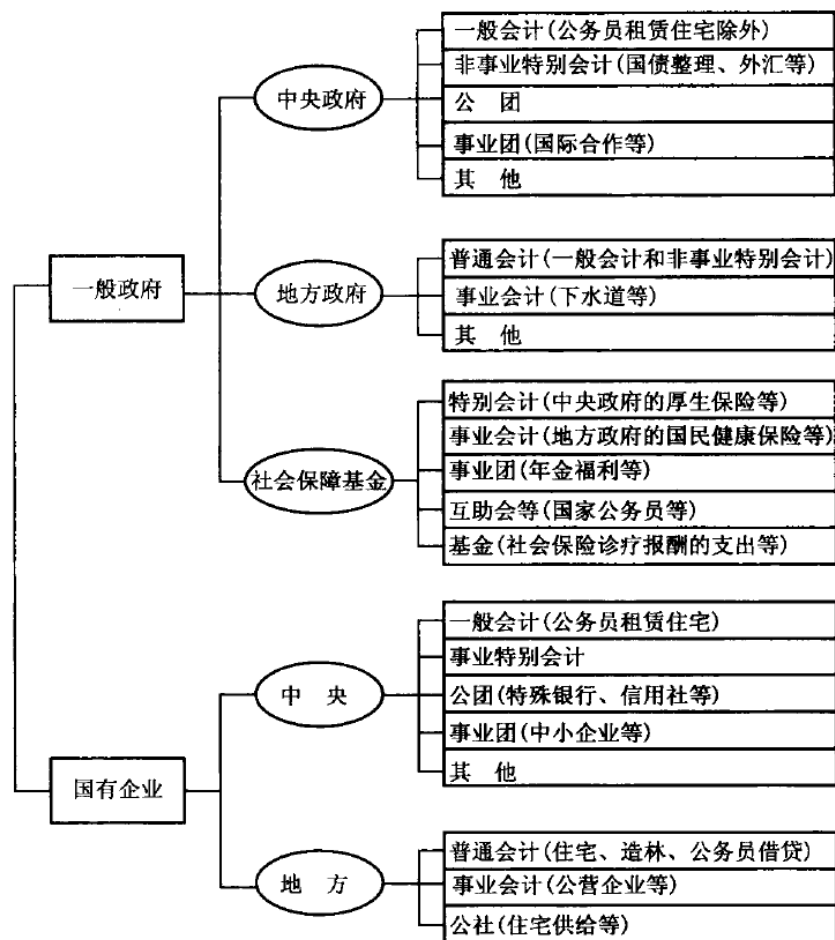 一般政府
中央政府
一般会计(公务员租赁住宅除外)
非事业特别会计(国债整理、外汇等)
公 团
事业团(国际合作等)
其 他
地方政府
普通会计(一般会计和非事业特别会计)
事业会计(下水道等)
其 他
社会保障基金
特别会计(中央政府的厚生保险等)
事业会计(地方政府的国民健康保险等)
事业团(年金福利等)
互助会等(国家公务员等)
基金(社会保险诊疗报酬的支出等)
国有企业
中 央
一般会计(公务员租赁住宅)
事业特别会计
公团(特殊银行、信用社等)
事业团(中小企业等)
其 他
地 方
普通会计(住宅、造林、公务员借贷)
事业会计(公营企业等)
公社(住宅供给等)